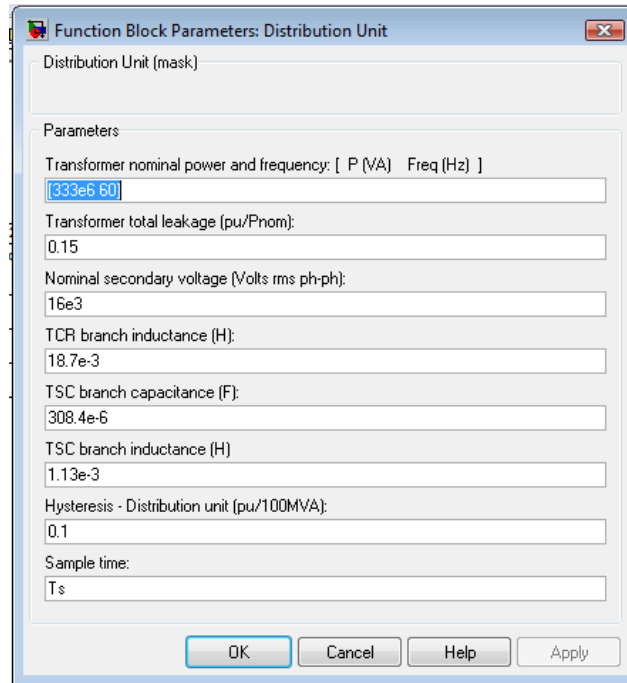 Function Block Parameters: Distribution Unit
Distribution Unit (mask)
Parameters
Transformer nominal power and frequency: [ P (VA) Freq (Hz) ]
[333e6 60]
Transformer total leakage (pu/Pnom):
0.15
Nominal secondary voltage (Volts rms ph-ph):
16e3
TCR branch inductance (H):
18.7e-3
TSC branch capacitance (F):
308.4e-6
TSC branch inductance (H)
1.13e-3
Hysteresis - Distribution unit (pu/100MVA):
0.1
Sample time:
Ts
OK Cancel Help Apply